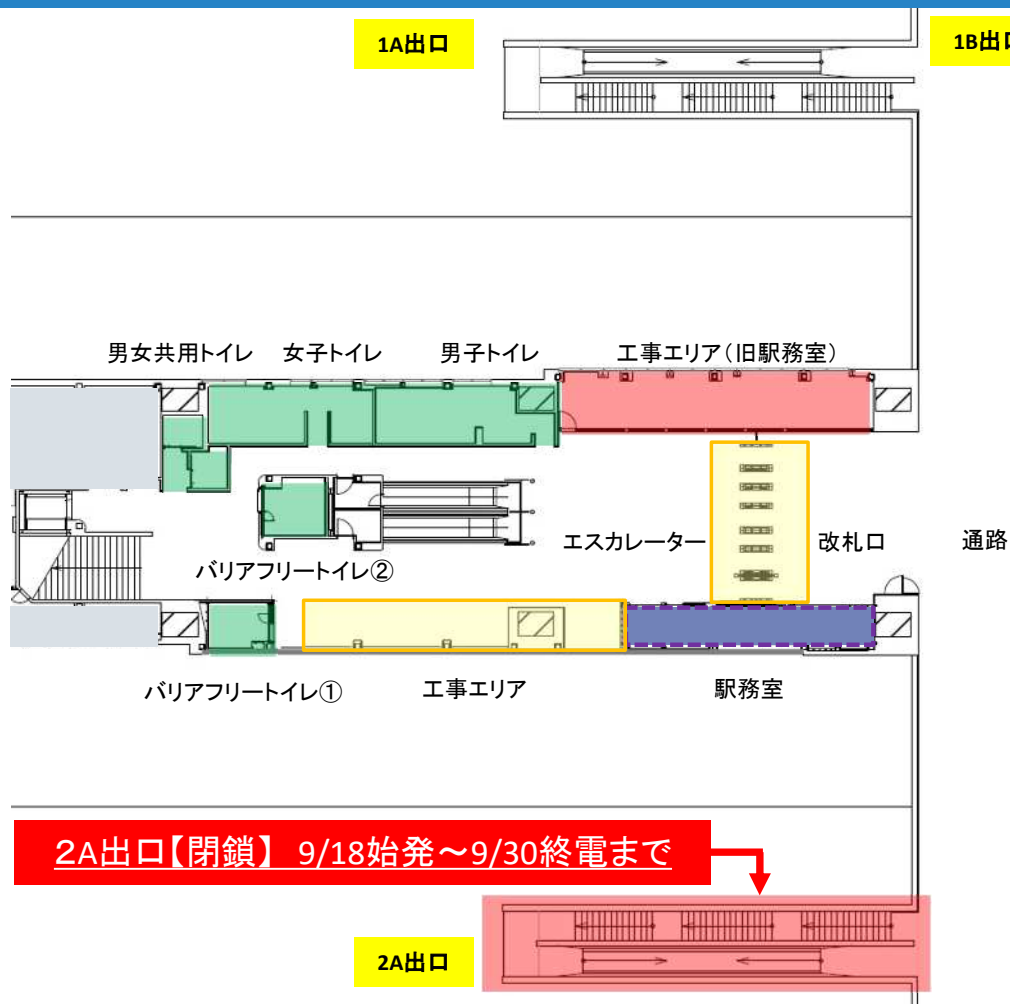 1A出口
1B出口
男女共用トイレ
女子トイレ
男子トイレ
工事エリア（旧駅務室）
エスカレーター
改札口
通路
バリアフリートイレ②
バリアフリートイレ①
工事エリア
駅務室
２A出口【閉鎖】 9/18始発～9/30終電まで
2A出口